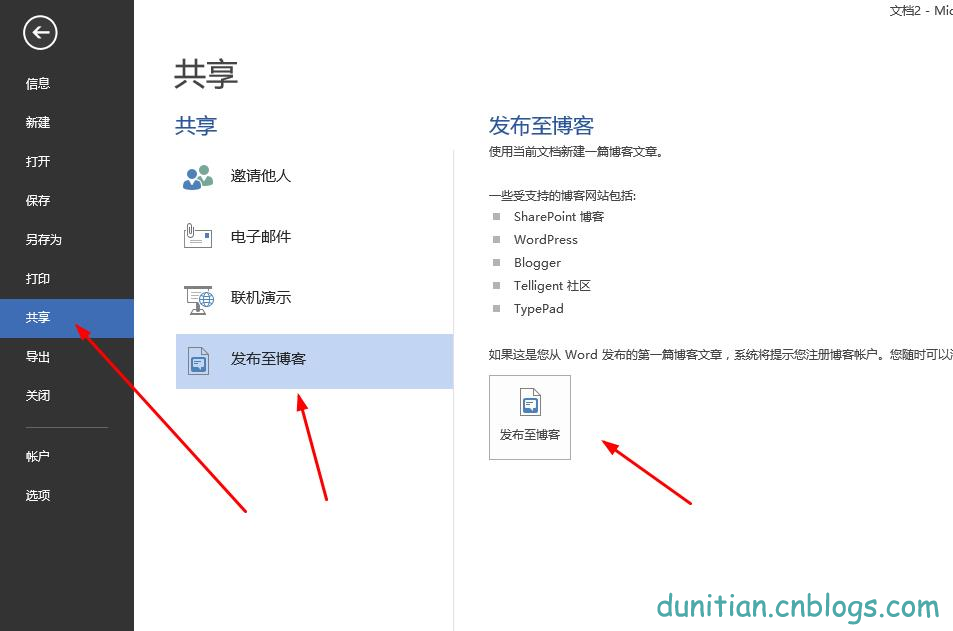 文档2 - Mic
信息
新建
打开
保存
另存为
打印
共享
导出
关闭
帐户
选项
共享
共享
邀请他人
电子邮件
联机演示
发布至博客
发布至博客
使用当前文档新建一篇博客文章。
一些受支持的博客网站包括:
SharePoint 博客
WordPress
Blogger
Telligent 社区
TypePad
如果这是您从 Word 发布的第一篇博客文章，系统将提示您注册博客帐户。您随时可以
发布至博客
dunitian.cnblogs.com